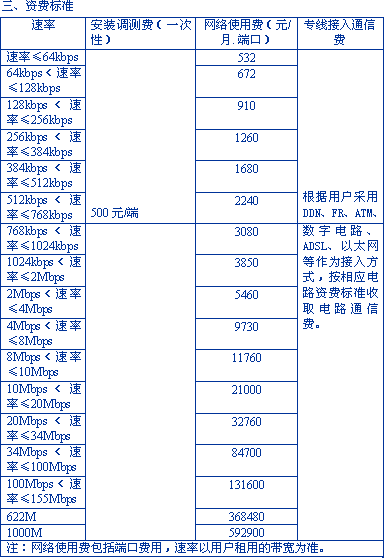 三、资费标准
速率
安装调测费(一次
性)
网络使用费(元/
月.端口)
专线接入通信
费
速率≤64kbps
532
64kbps<速率
≤128kbps
672
128kbps<速
率≤256kbps
910
256kbps<速
率≤384kbps
1260
384kbps<速
率≤512kbps
1680
512kbps<速
率≤768kbps
2240
500元/端
根据用户采用
DDN、FR、ATM、
数字电路、
ADSL、以太网
等作为接入方
式,按相应电
路资费标准收
取电路通信
费。
768kbps<速
率≤1024kbps
3080
1024kbps<速
率≤2Mbps
3850
2Mbps<速率
≤4Mbps
5460
4Mbps<速率
≤8Mbps
9730
8Mbps<速率
≤10Mbps
11760
10Mbps<速
率≤20Mbps
21000
20Mbps<速
率≤34Mbps
32760
34Mbps<速
率≤100Mbps
84700
100Mbps<速
率≤155Mbps
131600
622M
368480
1000M
592900
注:网络使用费包括端口费用,速率以用户租用的带宽为准。